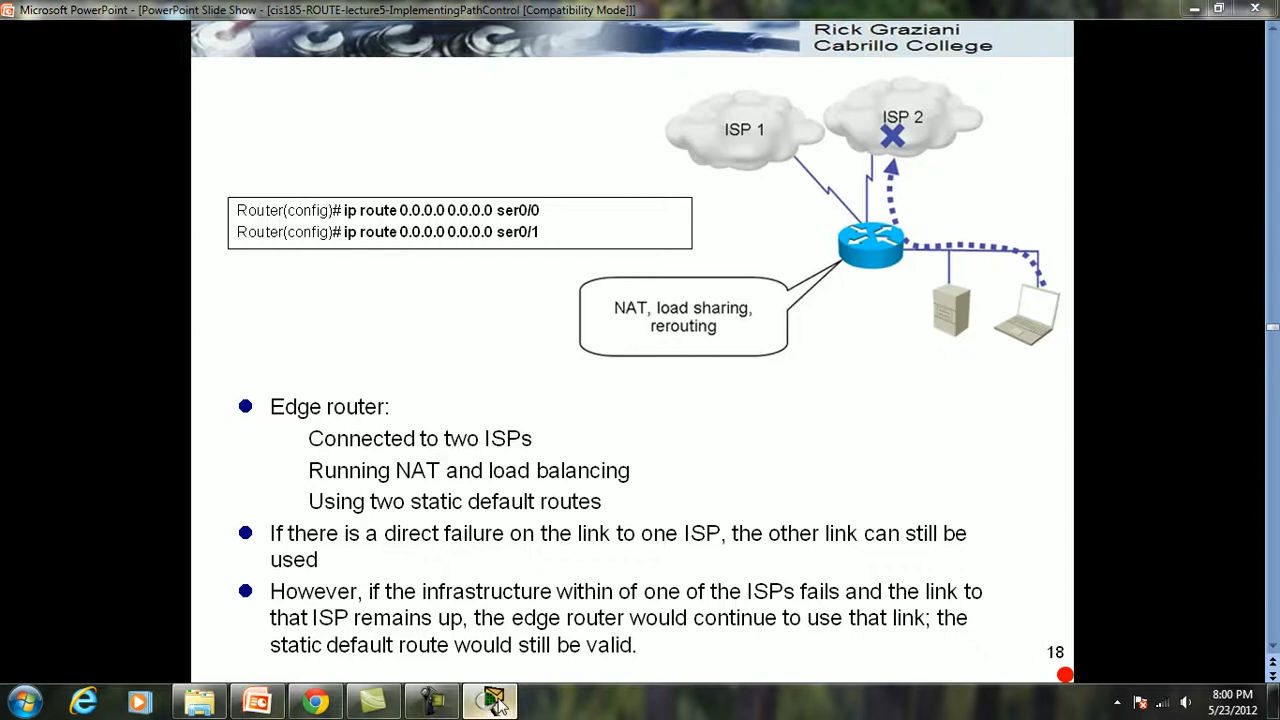 Microsoft PowerPoint - [PowerPoint Slide Show - [cis185-ROUTE-lecture5-ImplementingPathControl [Compatibility Mode]]]
Rick Graziani
Cabrillo College
ISP 1
ISP 2
Router(config)# ip route 0.0.0.0 0.0.0.0 ser0/0
Router(config)# ip route 0.0.0.0 0.0.0.0 ser0/1
NAT, load sharing,
rerouting
Edge router:
Connected to two ISPs
Running NAT and load balancing
Using two static default routes
If there is a direct failure on the link to one ISP, the other link can still be
used
However, if the infrastructure within of one of the ISPs fails and the link to
that ISP remains up, the edge router would continue to use that link; the
static default route would still be valid.
18
8:00 PM
5/23/2012